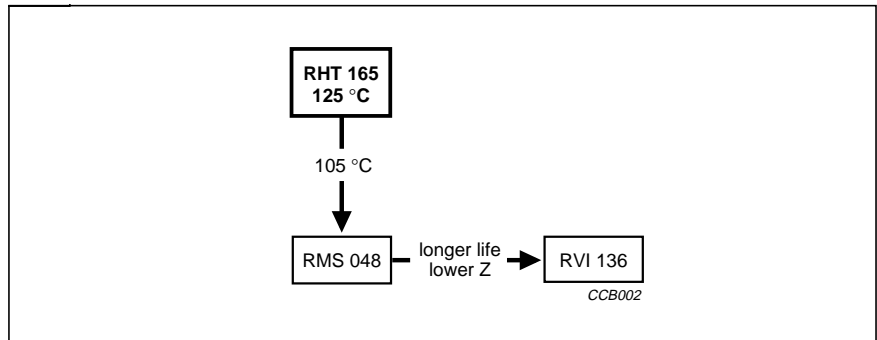 RHT 165
125 °C
105 °C
RMS 048
longer life
lower Z
RVI 136
CCB002